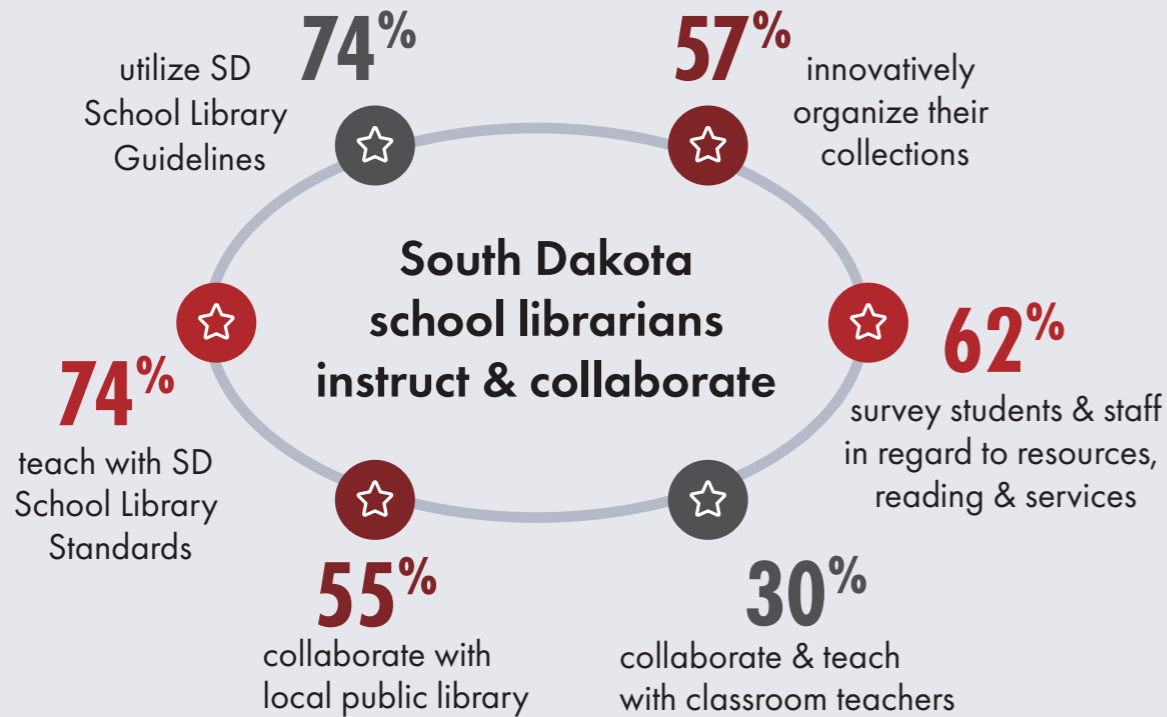 74%
utilize SD
School Library
Guidelines
57%
innovatively
organize their
collections
South Dakota
school librarians
instruct & collaborate
62%
survey students & staff
in regard to resources,
reading & services
74%
teach with SD
School Library
Standards
55%
collaborate with
local public library
30%
collaborate & teach
with classroom teachers